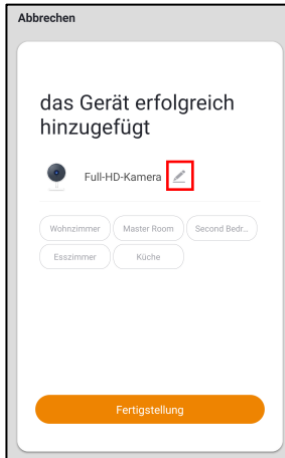 Abbrechen
das Gerät erfolgreich
hinzugefügt
Full-HD-Kamera
Wohnzimmer Master Room Second Bedr...
Esszimmer Küche
Fertigstellung